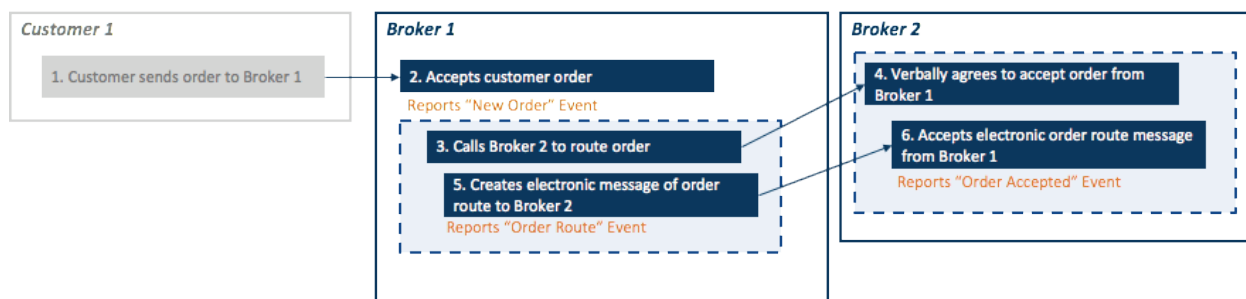 Customer 1
1. Customer sends order to Broker 1
Broker 1
2. Accepts customer order
Reports “New Order” Event
3. Calls Broker 2 to route order
5. Creates electronic message of order
route to Broker 2
Reports “Order Route” Event
Broker 2
4. Verbally agrees to accept order from
Broker 1
6. Accepts electronic order route message
from Broker 1
Reports “Order Accepted” Event